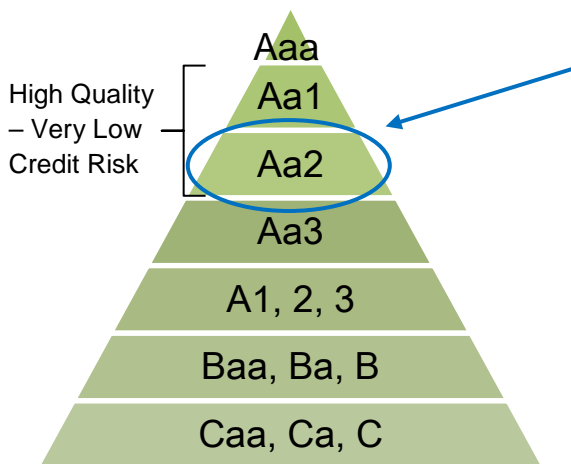 Aaa
High Quality
– Very Low
Credit Risk
Aa1
Aa2
Aa3
A1, 2, 3
Baa, Ba, B
Caa, Ca, C